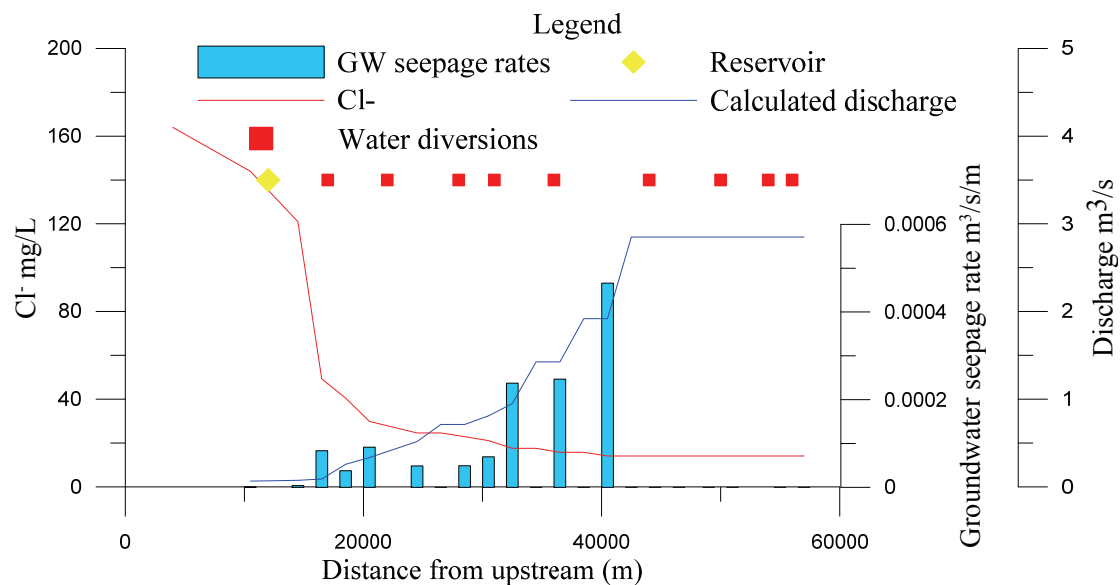 Legend
GW seepage rates
Reservoir
Cl-
Calculated discharge
Water diversions
200
160
120
80
40
0
Cl- mg/L
0
20000
40000
60000
Distance from upstream (m)
0.0006
0.0004
0.0002
0
Groundwater seepage rate m³/s/m
5
4
3
2
1
0
Discharge m³/s